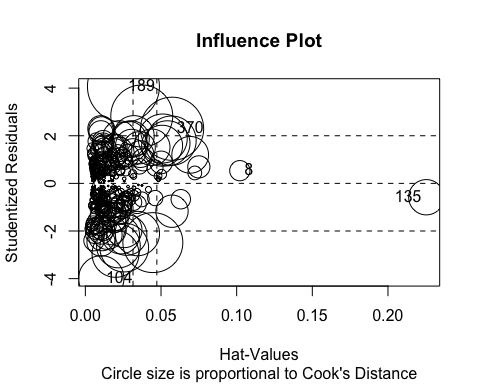 Influence Plot
Studentized Residuals
4
2
0
-2
-4
189
370
8
135
104
0.00 0.05 0.10 0.15 0.20
Hat-Values
Circle size is proportional to Cook's Distance